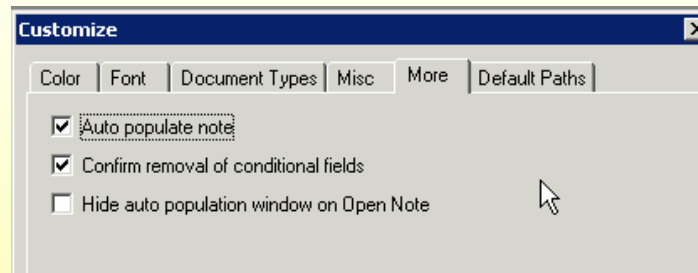 Customize
Color Font Document Types Misc More Default Paths
Auto populate note
Confirm removal of conditional fields
Hide auto population window on Open Note